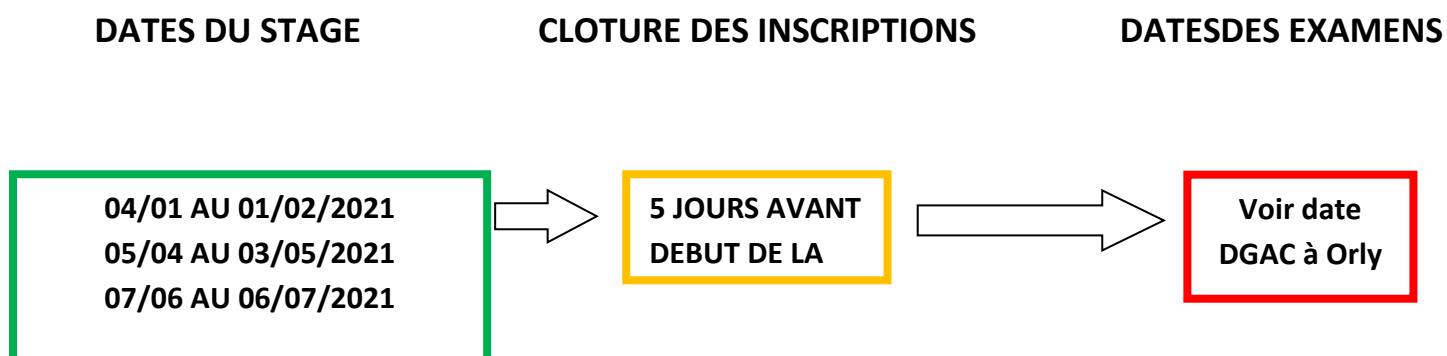 DATES DU STAGE
CLOTURE DES INSCRIPTIONS
DATESDES EXAMENS
04/01 AU 01/02/2021
05/04 AU 03/05/2021
07/06 AU 06/07/2021
5 JOURS AVANT
DEBUT DE LA
Voir date
DGAC à Orly